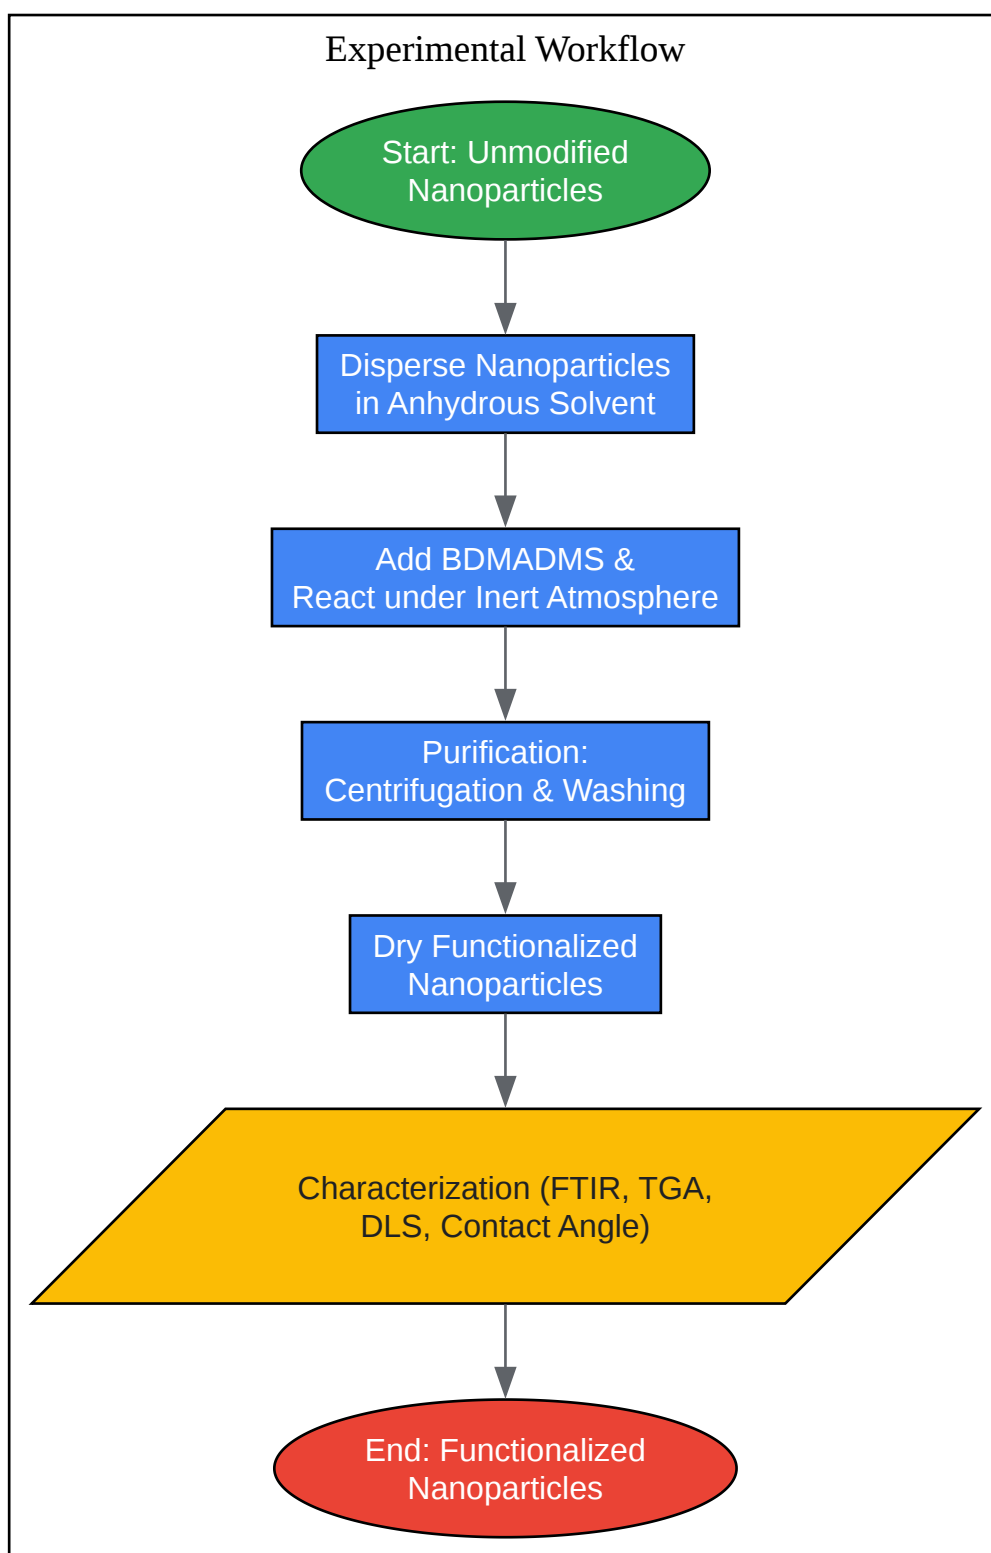 Experimental Workflow
Start: Unmodified
Nanoparticles
Disperse Nanoparticles
in Anhydrous Solvent
Add BDMADMS &
React under Inert Atmosphere
Purification:
Centrifugation & Washing
Dry Functionalized
Nanoparticles
Characterization (FTIR, TGA,
DLS, Contact Angle)
End: Functionalized
Nanoparticles